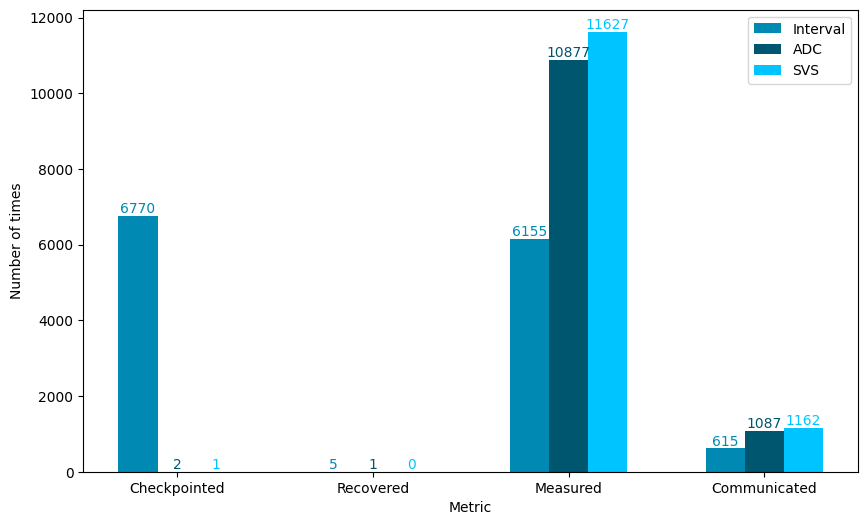 Number of times
12000
10000
8000
6000
4000
2000
0
6770
2
1
5
1
0
6155
10877
11627
615
1087
1162
Interval
ADC
SVS
Checkpointed
Recovered
Measured
Communicated
Metric